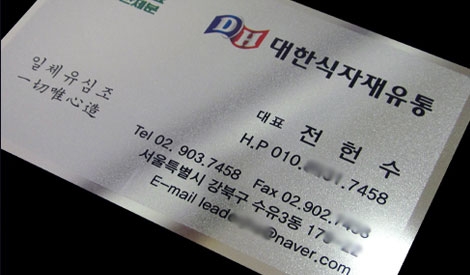 DH 대한식자재유통
일체유심조
一切唯心造
대표 전헌수
H.P 010. .7458
Tel 02. 903.7458 Fax 02.902.
서울특별시 강북구 수유3동
E-mail @naver.com